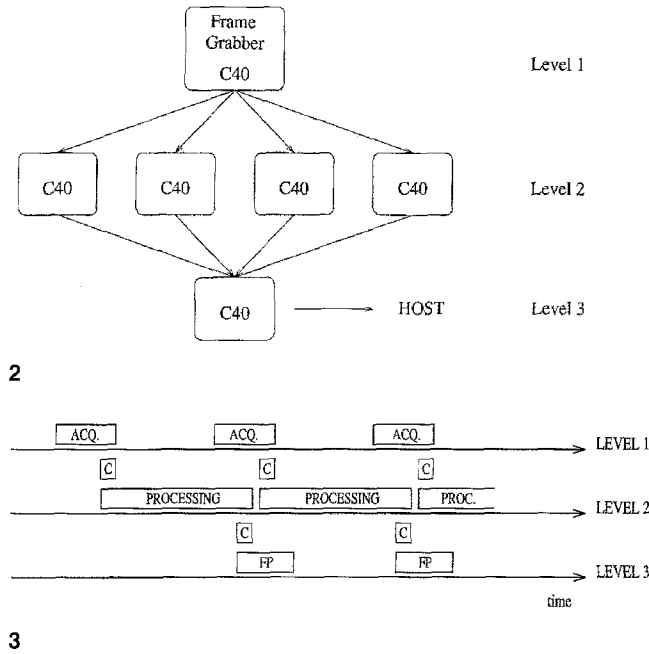 Frame
Grabber
C40
Level 1
C40 C40 C40 C40
Level 2
C40
HOST
Level 3
2
ACQ. ACQ. ACQ.
LEVEL 1
C C C
PROCESSING PROCESSING PROC.
LEVEL 2
C C
FP FP
LEVEL 3
time
3